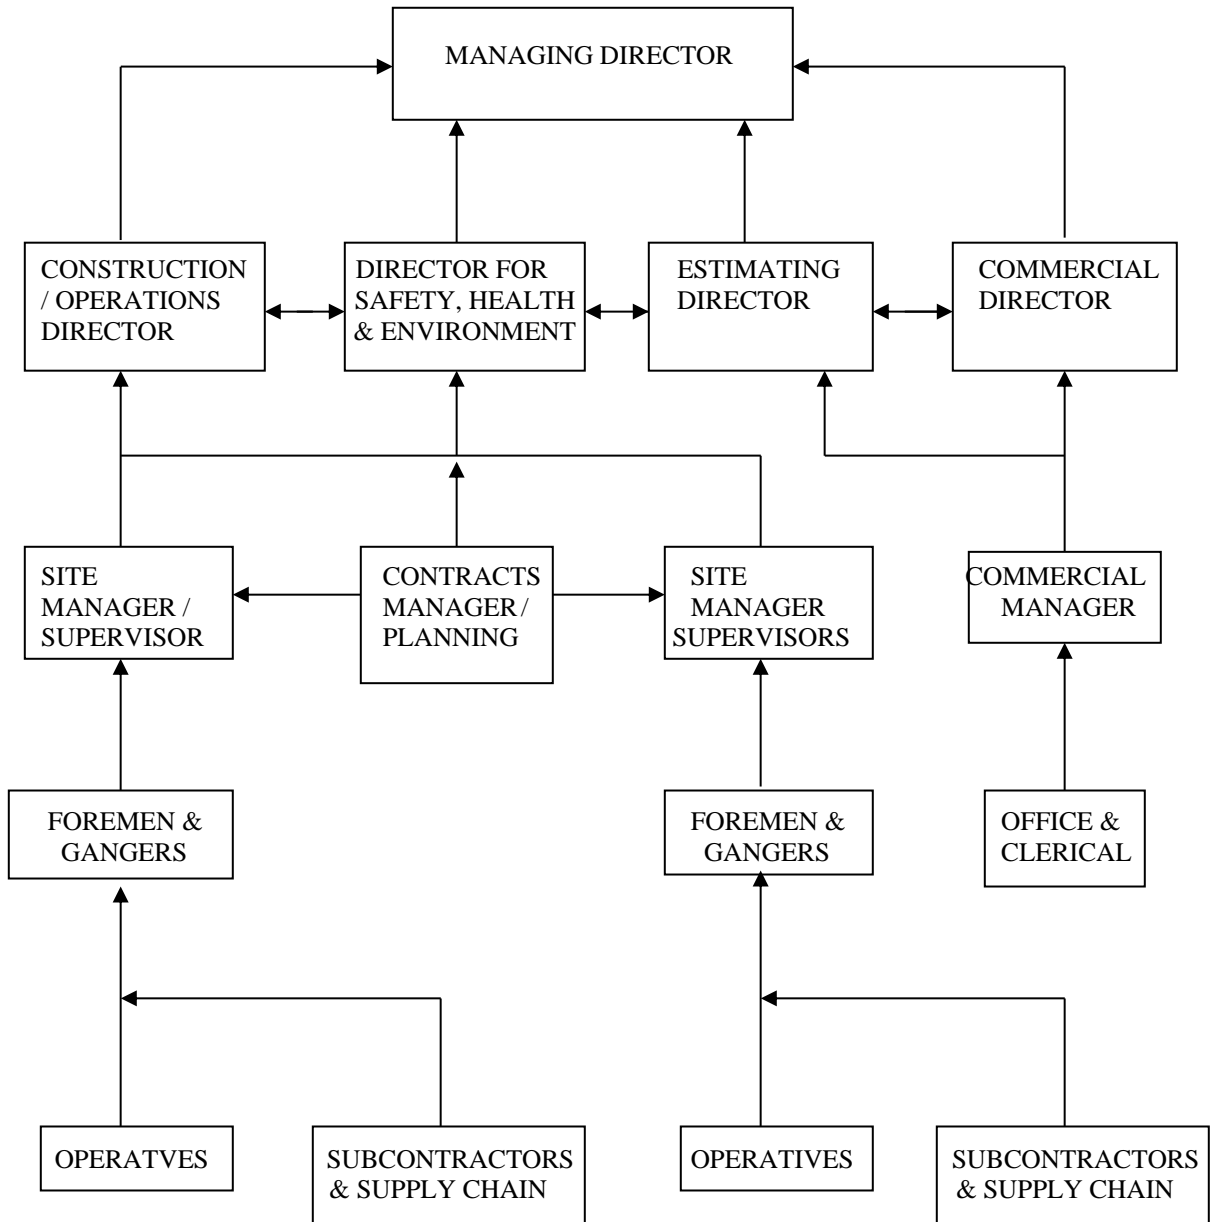 MANAGING DIRECTOR
CONSTRUCTION
/ OPERATIONS
DIRECTOR
DIRECTOR FOR
SAFETY, HEALTH
& ENVIRONMENT
ESTIMATING
DIRECTOR
COMMERCIAL
DIRECTOR
SITE
MANAGER /
SUPERVISOR
CONTRACTS
MANAGER /
PLANNING
SITE
MANAGER
SUPERVISORS
COMMERCIAL
MANAGER
FOREMEN &
GANGERS
FOREMEN &
GANGERS
OFFICE &
CLERICAL
OPERATVES
SUBCONTRACTORS
& SUPPLY CHAIN
OPERATIVES
SUBCONTRACTORS
& SUPPLY CHAIN